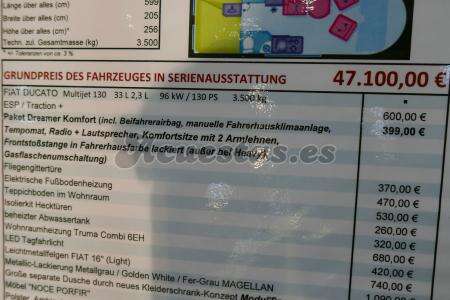 Länge über alles (cm) 599
Breite über alles (cm) 205
Höhe über alles (cm) 256
Techn. zul. Gesamtmasse (kg) 3.500
*+/- Toleranzen von ca. 3%
GRUNDPREIS DES FAHRZEUGES IN SERIENAUSSTATTUNG 47.100,00 €
FIAT DUCATO Multijet 130 33 L 2,3 L 96 kW / 130 PS 3.500 kg
ESP / Traction + 600,00 €
Paket Dreamer Komfort (incl. Beifahrerairbag, manuelle Fahrerhausklimaanlage, 399,00 €
Tempomat, Radio + Lautsprecher, Komfortsitze mit 2 Armlehnen,
Frontstoßstange in Fahrerhausfarbe lackiert (außer bei Heavy),
Gasflaschenumschaltung)
Fliegengittertüre 370,00 €
Elektrische Fußbodenheizung 470,00 €
Teppichboden im Wohnraum 530,00 €
Isolierkit Hecktüren 260,00 €
beheizter Abwassertank 320,00 €
Wohnraumheizung Truma Combi 6EH 680,00 €
LED Tagfahrlicht 420,00 €
Leichtmetallfelgen FIAT 16" (Light) 740,00 €
Metallic-Lackierung Metallgrau / Golden White / Fer-Grau MAGELLAN
Große separate Dusche durch neues Kleiderschrank-Konzept
Möbel "NOCE PORFIR"